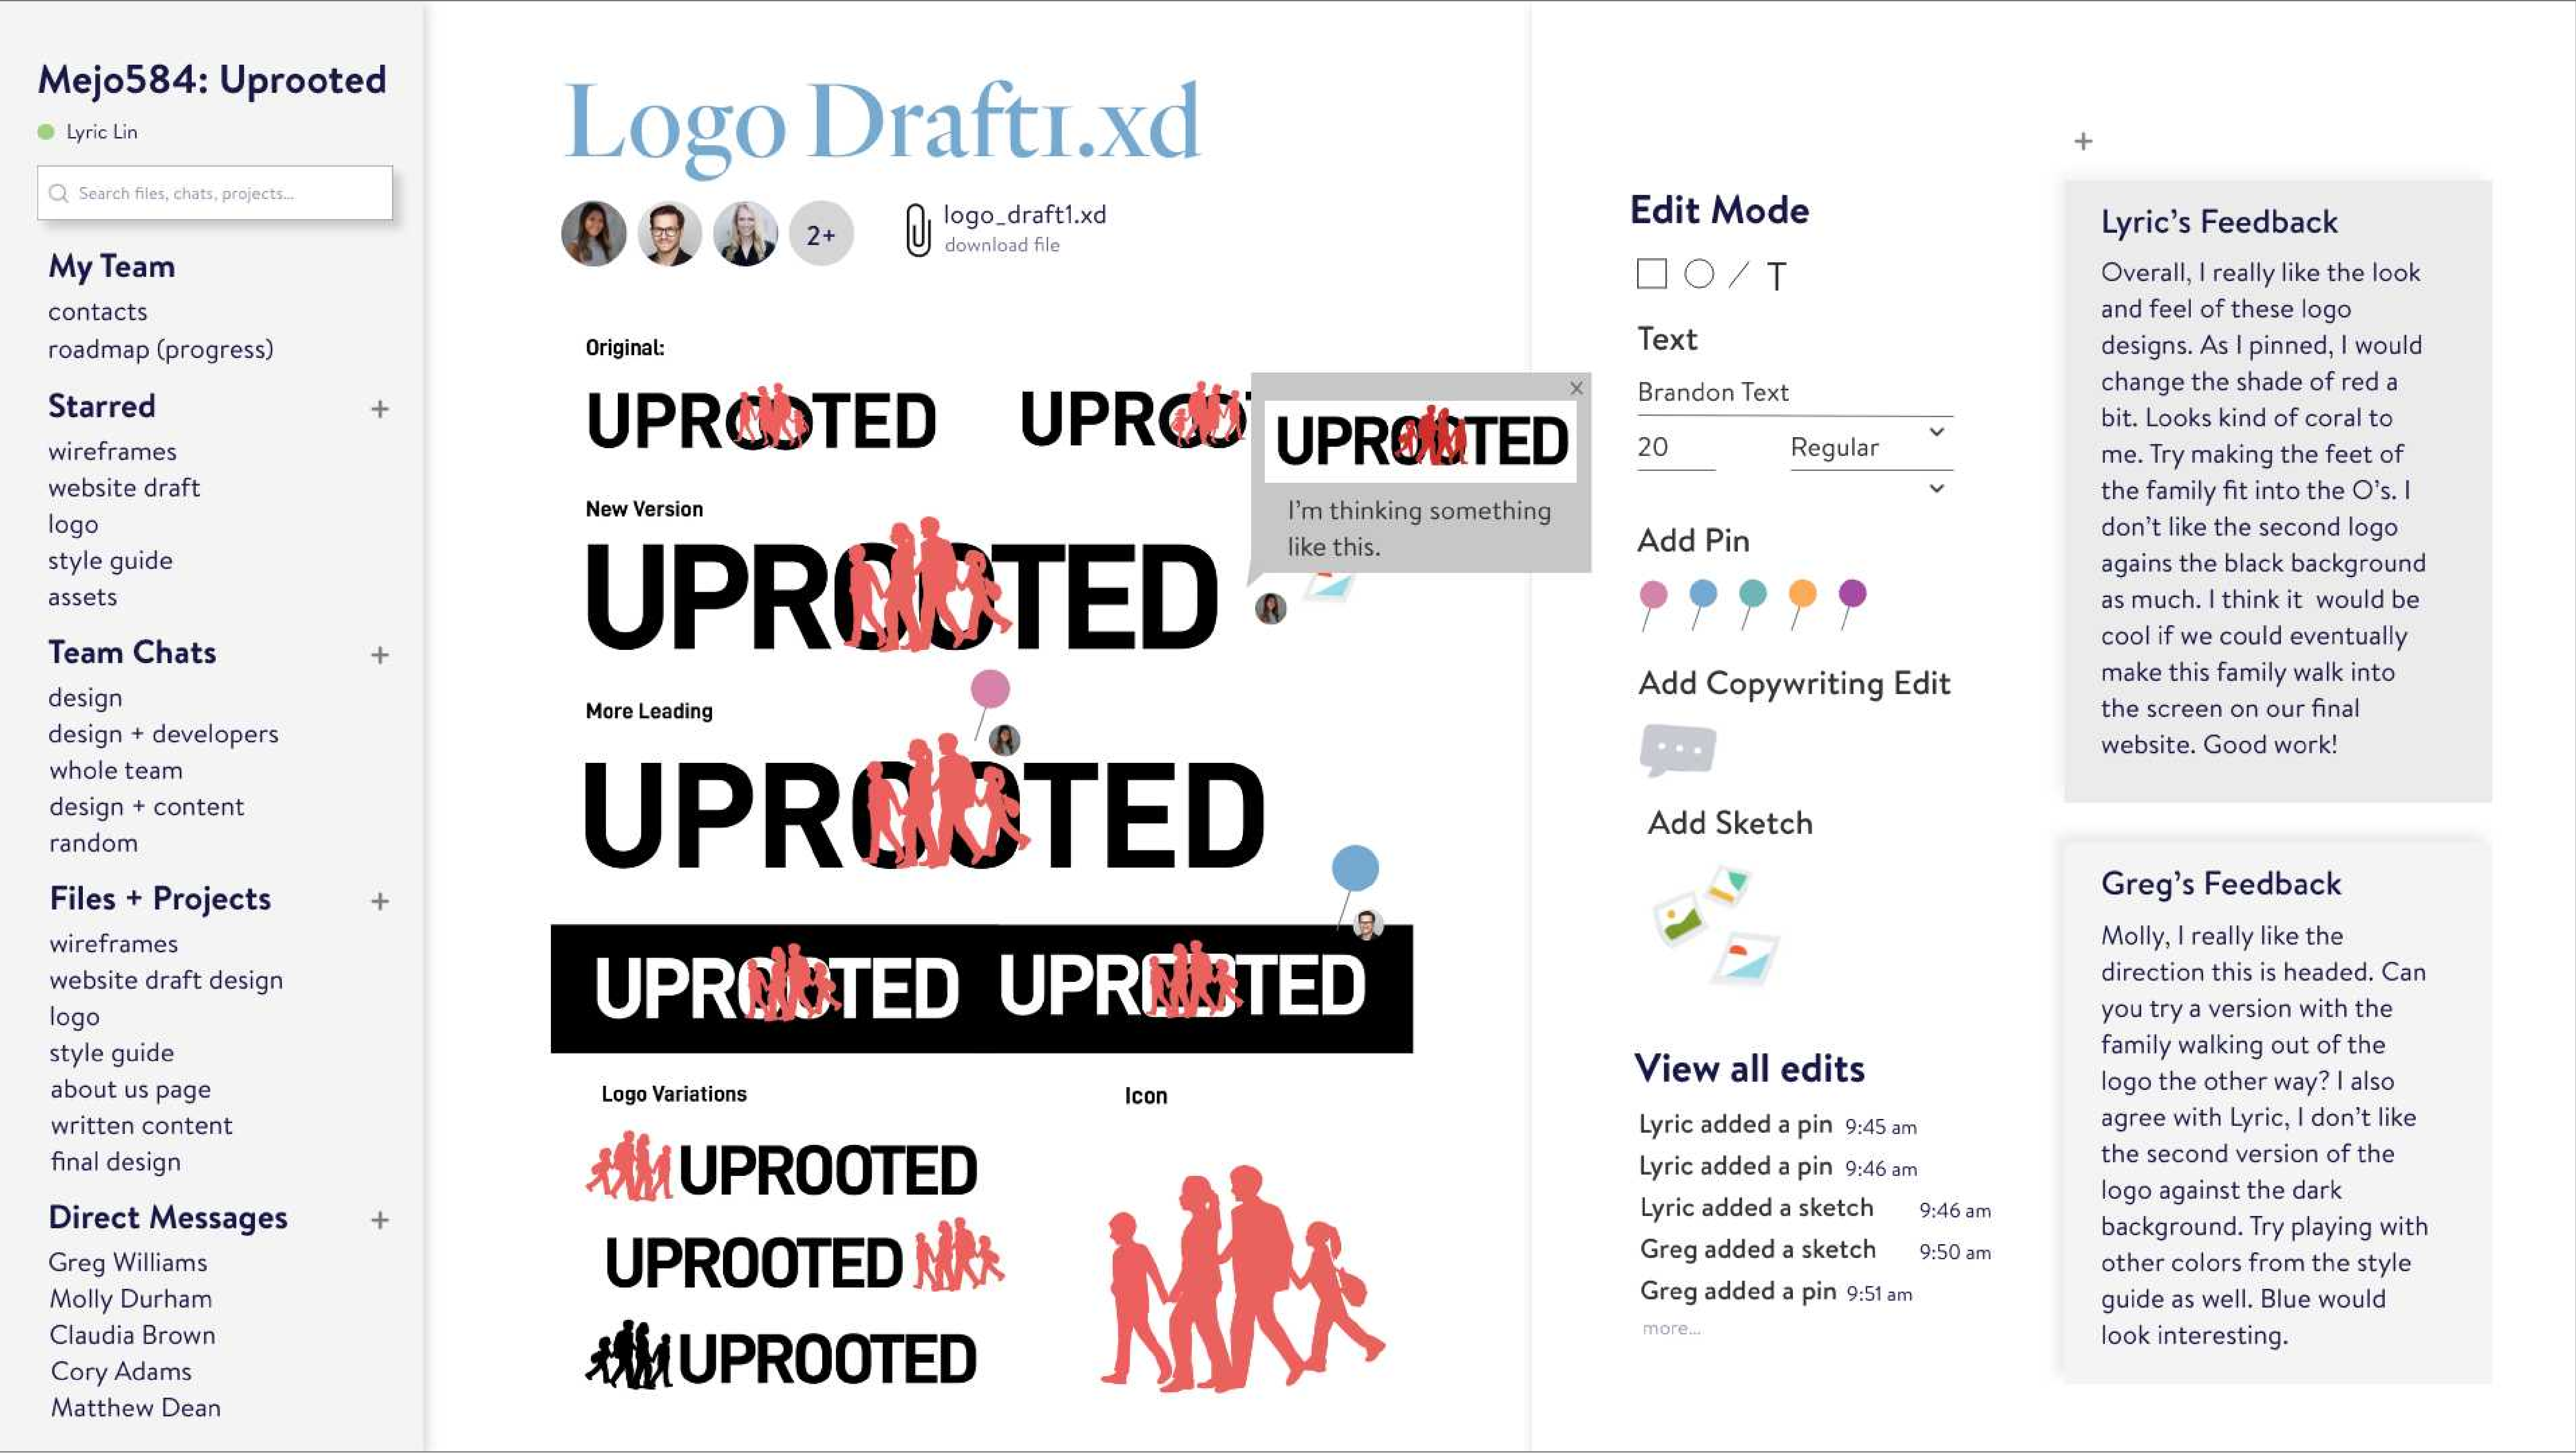 Mejo584: Uprooted
Lyric Lin
Search files, chats, projects...
My Team
contacts
roadmap (progress)
Starred +
wireframes
website draft
logo
style guide
assets
Team Chats +
design
design + developers
whole team
design + content
random
Files + Projects +
wireframes
website draft design
logo
style guide
about us page
written content
final design
Direct Messages +
Greg Williams
Molly Durham
Claudia Brown
Cory Adams
Matthew Dean
Logo Draft1.xd
2+
logo_draft1.xd
download file
Original:
UPROOTED UPROOT
UPROOTED
I'm thinking something
like this.
New Version
UPROOTED
More Leading
UPROOTED
UPROOTED UPROOTED
Logo Variations
UPROOTED
UPROOTED
UPROOTED
Icon
Edit Mode
T
Text
Brandon Text
20 Regular
Add Pin
Add Copywriting Edit
Add Sketch
View all edits
Lyric added a pin 9:45 am
Lyric added a pin 9:46 am
Lyric added a sketch 9:46 am
Greg added a sketch 9:50 am
Greg added a pin 9:51 am
more...
+
Lyric's Feedback
Overall, I really like the look
and feel of these logo
designs. As I pinned, I would
change the shade of red a
bit. Looks kind of coral to
me. Try making the feet of
the family fit into the O's. I
don't like the second logo
agains the black background
as much. I think it would be
cool if we could eventually
make this family walk into
the screen on our final
website. Good work!
Greg's Feedback
Molly, I really like the
direction this is headed. Can
you try a version with the
family walking out of the
logo the other way? I also
agree with Lyric, I don't like
the second version of the
logo against the dark
background. Try playing with
other colors from the style
guide as well. Blue would
look interesting.